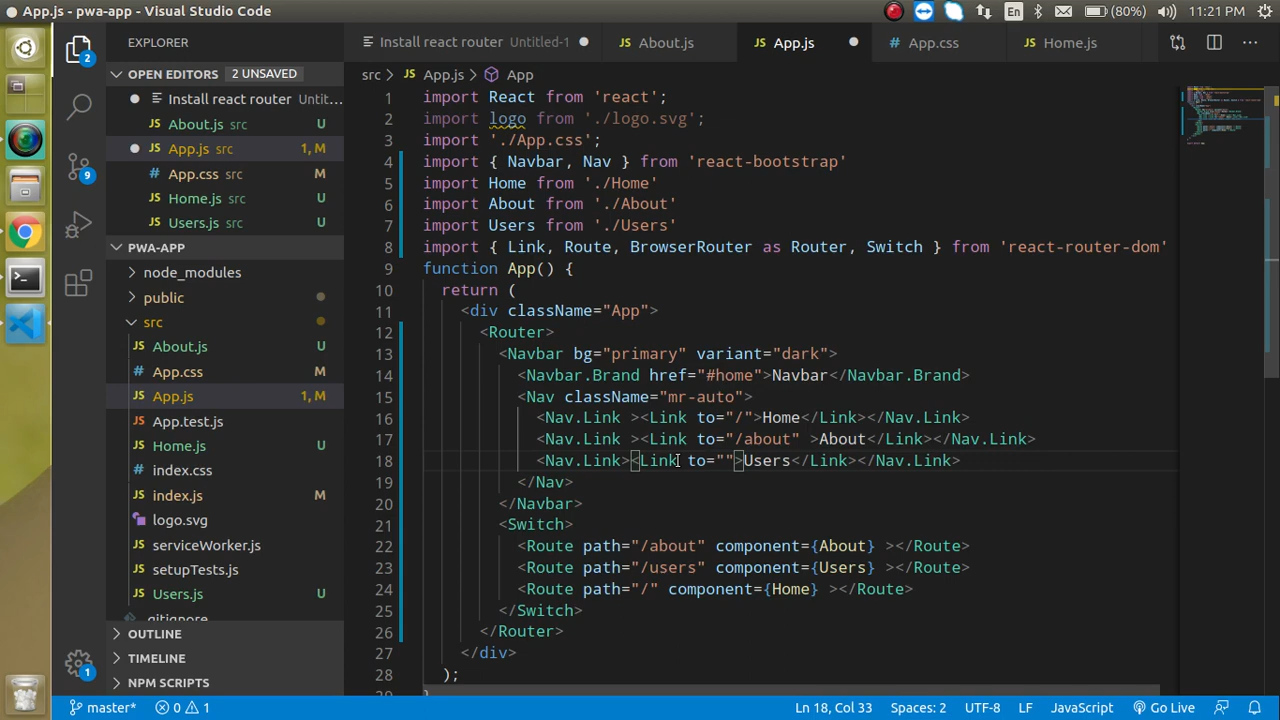 App.js - pwa-app - Visual Studio Code
En
(80%)
11:21 PM
2
9
1
EXPLORER
OPEN EDITORS
2 UNSAVED
Install react router Untit...
About.js src U
App.js src 1, M
App.css src M
Home.js src U
Users.js src U
PWA-APP
node_modules
public
src
About.js U
App.css M
App.js 1, M
App.test.js
Home.js U
index.css
index.js M
logo.svg
serviceWorker.js
setupTests.js
Users.js U
.gitignore
OUTLINE
TIMELINE
NPM SCRIPTS
Install react router Untitled-1
About.js
App.js
App.css
Home.js
src > App.js > App
1 import React from 'react';
2 import logo from './logo.svg';
3 import './App.css';
4 import { Navbar, Nav } from 'react-bootstrap'
5 import Home from './Home'
6 import About from './About'
7 import Users from './Users'
8 import { Link, Route, BrowserRouter as Router, Switch } from 'react-router-dom'
9 function App() {
10 return (
11 <div className="App">
12 <Router>
13 <Navbar bg="primary" variant="dark">
14 <Navbar.Brand href="#home">Navbar</Navbar.Brand>
15 <Nav className="mr-auto">
16 <Nav.Link ><Link to="/">Home</Link></Nav.Link>
17 <Nav.Link ><Link to="/about" >About</Link></Nav.Link>
18 <Nav.Link><Link to="">Users</Link></Nav.Link>
19 </Nav>
20 </Navbar>
21 <Switch>
22 <Route path="/about" component={About} ></Route>
23 <Route path="/users" component={Users} ></Route>
24 <Route path="/" component={Home} ></Route>
25 </Switch>
26 </Router>
27 </div>
28 );
29 }
master*
0
1
Ln 18, Col 33
Spaces: 2
UTF-8
LF
JavaScript
Go Live